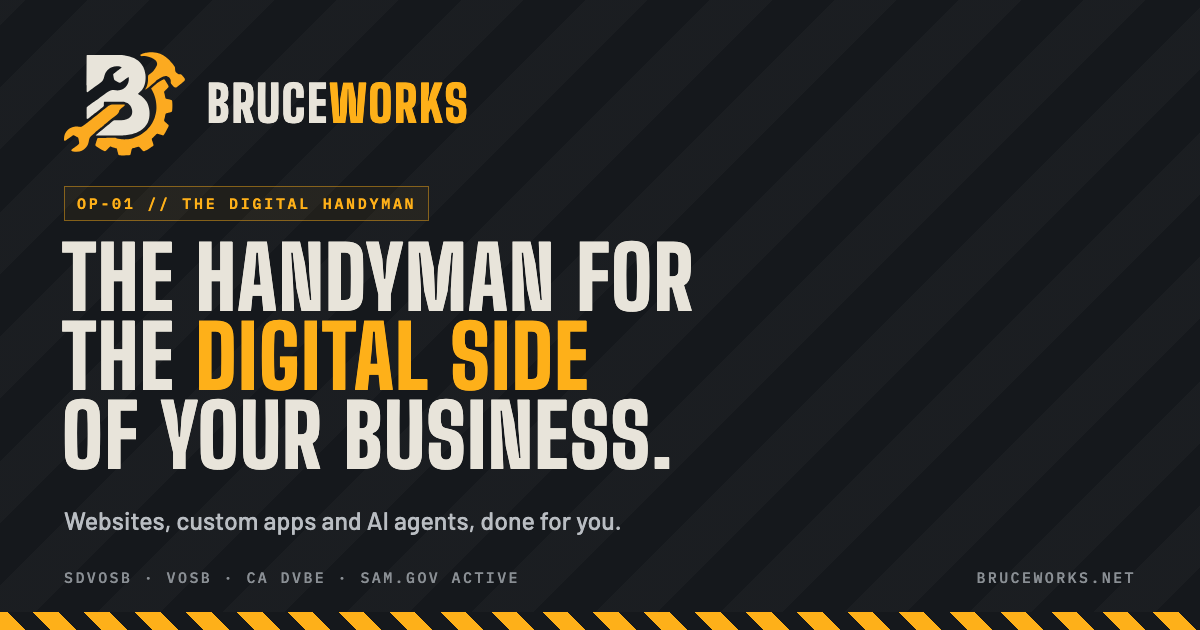 BRUCEWORKS
OP-01 // THE DIGITAL HANDYMAN
THE HANDYMAN FOR
THE DIGITAL SIDE
OF YOUR BUSINESS.
Websites, custom apps and AI agents, done for you.
SDVOSB · VOSB · CA DVBE · SAM.GOV ACTIVE
BRUCEWORKS.NET